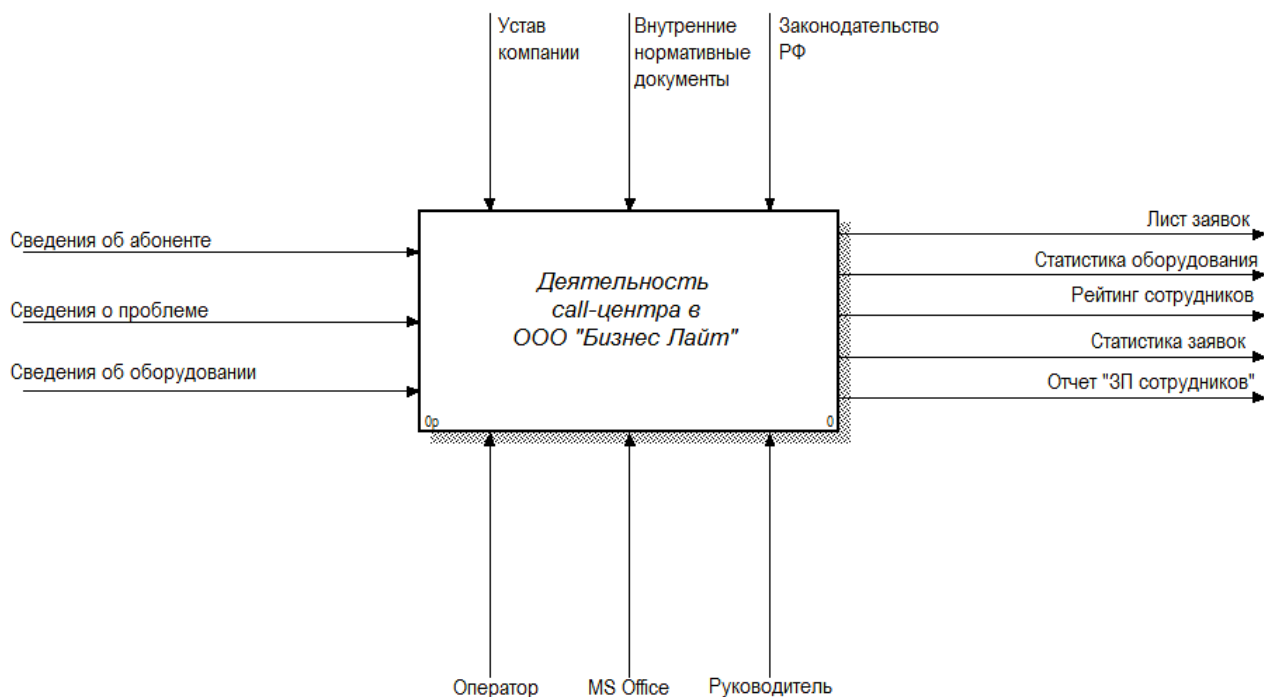 Устав
компании
Внутренние
нормативные
документы
Законодательство
РФ
Сведения об абоненте
Сведения о проблеме
Сведения об оборудовании
Деятельность
call-центра в
ООО "Бизнес Лайт"
0р
0
Лист заявок
Статистика оборудования
Рейтинг сотрудников
Статистика заявок
Отчет "ЗП сотрудников"
Оператор
MS Office
Руководитель